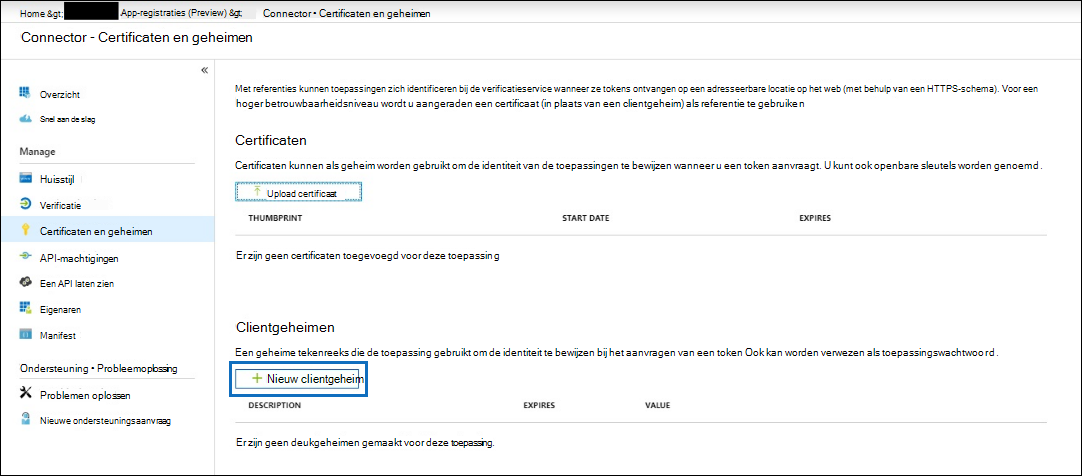 Home &gt; App-registraties (Preview) &gt; Connector • Certificaten en geheimen
Connector - Certificaten en geheimen
«
Overzicht
Snel aan de slag
Manage
Huisstijl
Verificatie
Certificaten en geheimen
API-machtigingen
Een API laten zien
Eigenaren
Manifest
Ondersteuning • Probleemoplossing
Problemen oplossen
Nieuwe ondersteuningsaanvraag
Met referenties kunnen toepassingen zich identificeren bij de verificatieservice wanneer ze tokens ontvangen op een adresseerbare locatie op het web (met behulp van een HTTPS-schema). Voor een
hoger betrouwbaarheidsniveau wordt u aangeraden een certificaat (in plaats van een clientgeheim) als referentie te gebruiken
Certificaten
Certificaten kunnen als geheim worden gebruikt om de identiteit van de toepassingen te bewijzen wanneer u een token aanvraagt. U kunt ook openbare sleutels worden genoemd.
Upload certificaat
THUMBPRINT START DATE EXPIRES
Er zijn geen certificaten toegevoegd voor deze toepassing
Clientgeheimen
Een geheime tekenreeks die de toepassing gebruikt om de identiteit te bewijzen bij het aanvragen van een token Ook kan worden verwezen als toepassingswachtwoord.
+ Nieuw clientgeheim
DESCRIPTION EXPIRES VALUE
Er zijn geen deukgeheimen gemaakt voor deze toepassing.